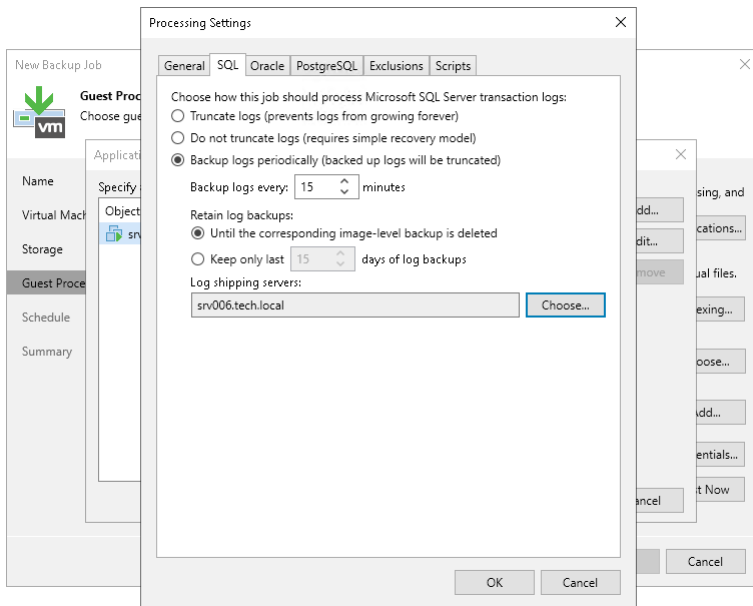 Processing Settings
General SQL Oracle PostgreSQL Exclusions Scripts
Choose how this job should process Microsoft SQL Server transaction logs:
Truncate logs (prevents logs from growing forever)
Do not truncate logs (requires simple recovery model)
Backup logs periodically (backed up logs will be truncated)
Backup logs every: 15 minutes
Retain log backups:
Until the corresponding image-level backup is deleted
Keep only last 15 days of log backups
Log shipping servers:
srv006.tech.local Choose...
OK Cancel
New Backup Job
Guest Proc
Choose gue
vm
Name
Virtual Mach
Storage
Guest Proce
Schedule
Summary
Applicati
Specify
Object
srv
dd...
dit...
move
ancel
sing, and
cations...
ual files.
exing...
oose...
Add...
entials...
t Now
Cancel